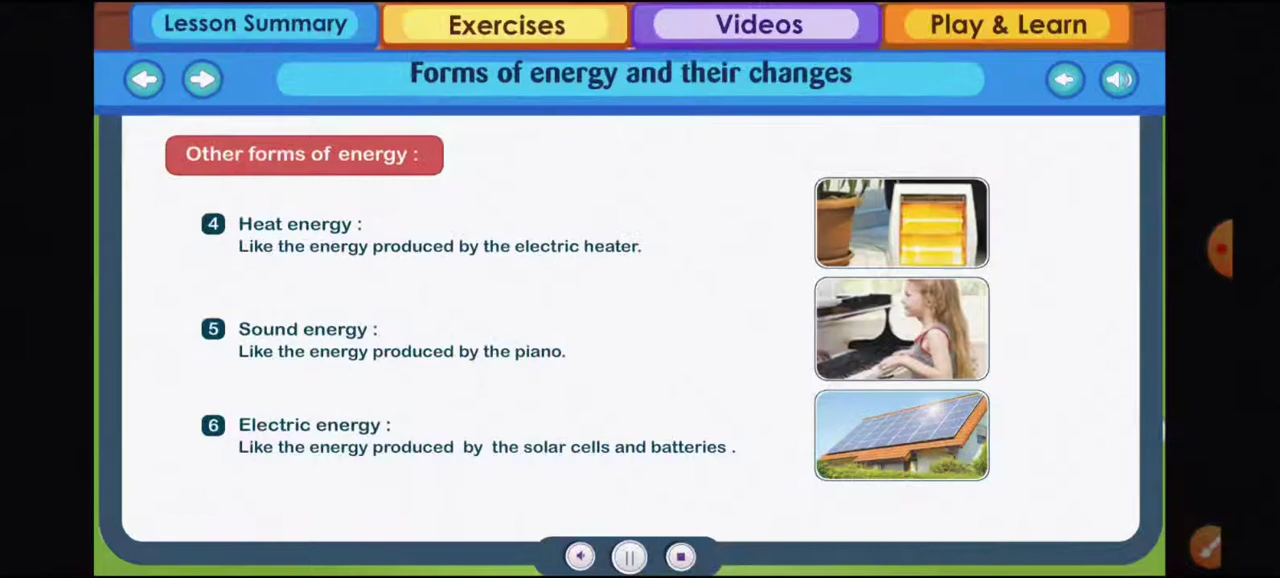 Lesson Summary
Exercises
Videos
Play & Learn
Forms of energy and their changes
Other forms of energy :
4 Heat energy :
Like the energy produced by the electric heater.
5 Sound energy :
Like the energy produced by the piano.
6 Electric energy :
Like the energy produced by the solar cells and batteries .